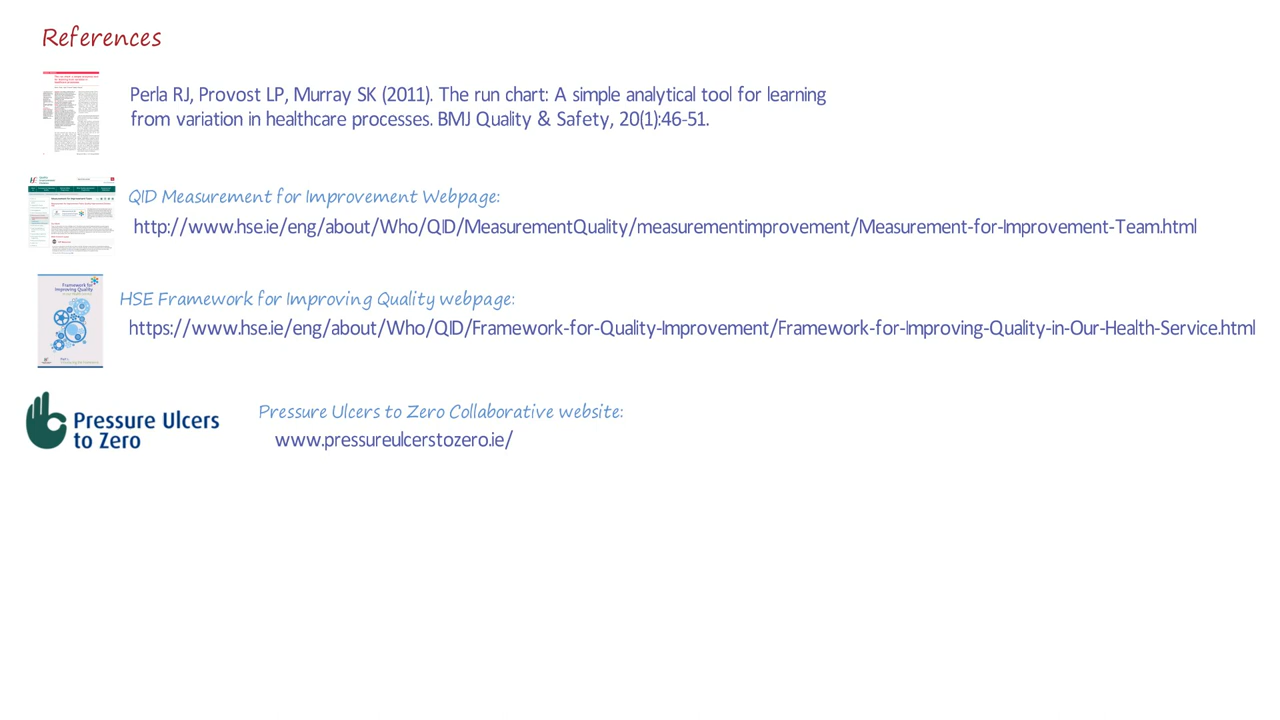 References
Perla RJ, Provost LP, Murray SK (2011). The run chart: A simple analytical tool for learning
from variation in healthcare processes. BMJ Quality & Safety, 20(1):46-51.
QID Measurement for Improvement Webpage:
http://www.hse.ie/eng/about/Who/QID/MeasurementQuality/measurementimprovement/Measurement-for-Improvement-Team.html
Framework for
Improving Quality
HSE Framework for Improving Quality webpage:
https://www.hse.ie/eng/about/Who/QID/Framework-for-Quality-Improvement/Framework-for-Improving-Quality-in-Our-Health-Service.html
Pressure Ulcers
to Zero
Pressure Ulcers to Zero Collaborative website:
www.pressureulcerstozero.ie/